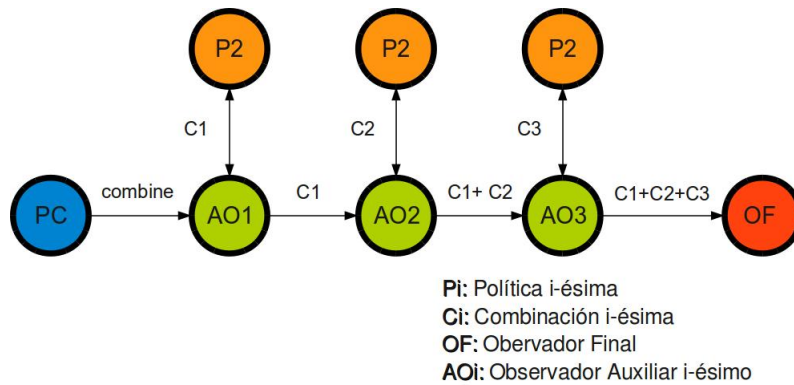 P2 P2 P2
C1 C2 C3
combine C1 C1+ C2 C1+C2+C3
PC AO1 AO2 AO3 OF
Pi: Política i-ésima
Ci: Combinación i-ésima
OF: Obervador Final
AOi: Observador Auxiliar i-ésimo